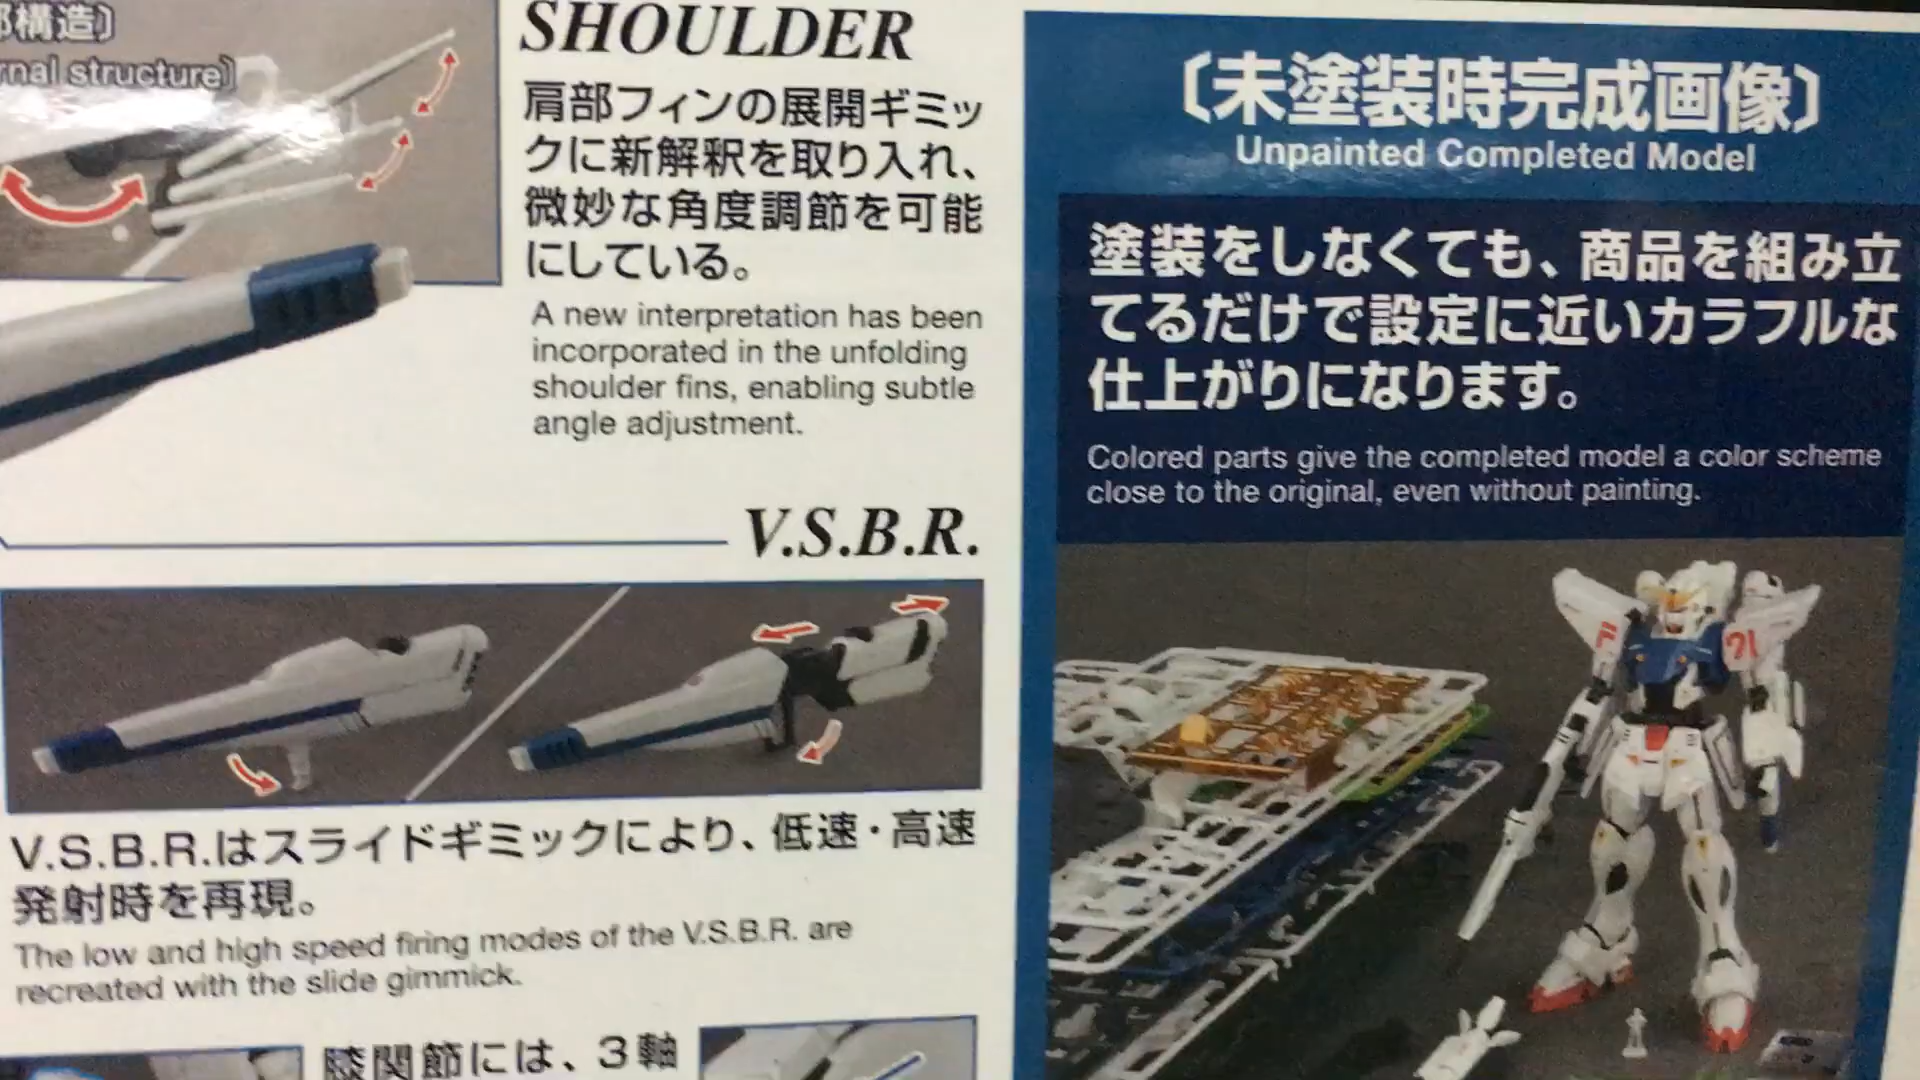 部構造〕
rnal structure〕
SHOULDER
肩部フィンの展開ギミッ
クに新解釈を取り入れ、
微妙な角度調節を可能
にしている。
A new interpretation has been
incorporated in the unfolding
shoulder fins, enabling subtle
angle adjustment.
V.S.B.R.
V.S.B.R.はスライドギミックにより、低速・高速
発射時を再現。
The low and high speed firing modes of the V.S.B.R. are
recreated with the slide gimmick.
膝関節には、3軸
〔未塗装時完成画像〕
Unpainted Completed Model
塗装をしなくても、商品を組み立
てるだけで設定に近いカラフルな
仕上がりになります。
Colored parts give the completed model a color scheme
close to the original, even without painting.
91